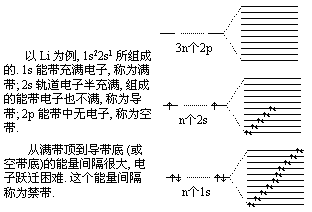 以 Li 为例, 1s²2s¹ 所组成
的. 1s 能带充满电子, 称为满
带; 2s 轨道电子半充满, 组成
的能带电子也不满, 称为导
带; 2p 能带中无电子, 称为空
带.
从满带顶到导带底 (或
空带底)的能量间隔很大, 电
子跃迁困难. 这个能量间隔
称为禁带.
3n个2p
n个2s
n个1s